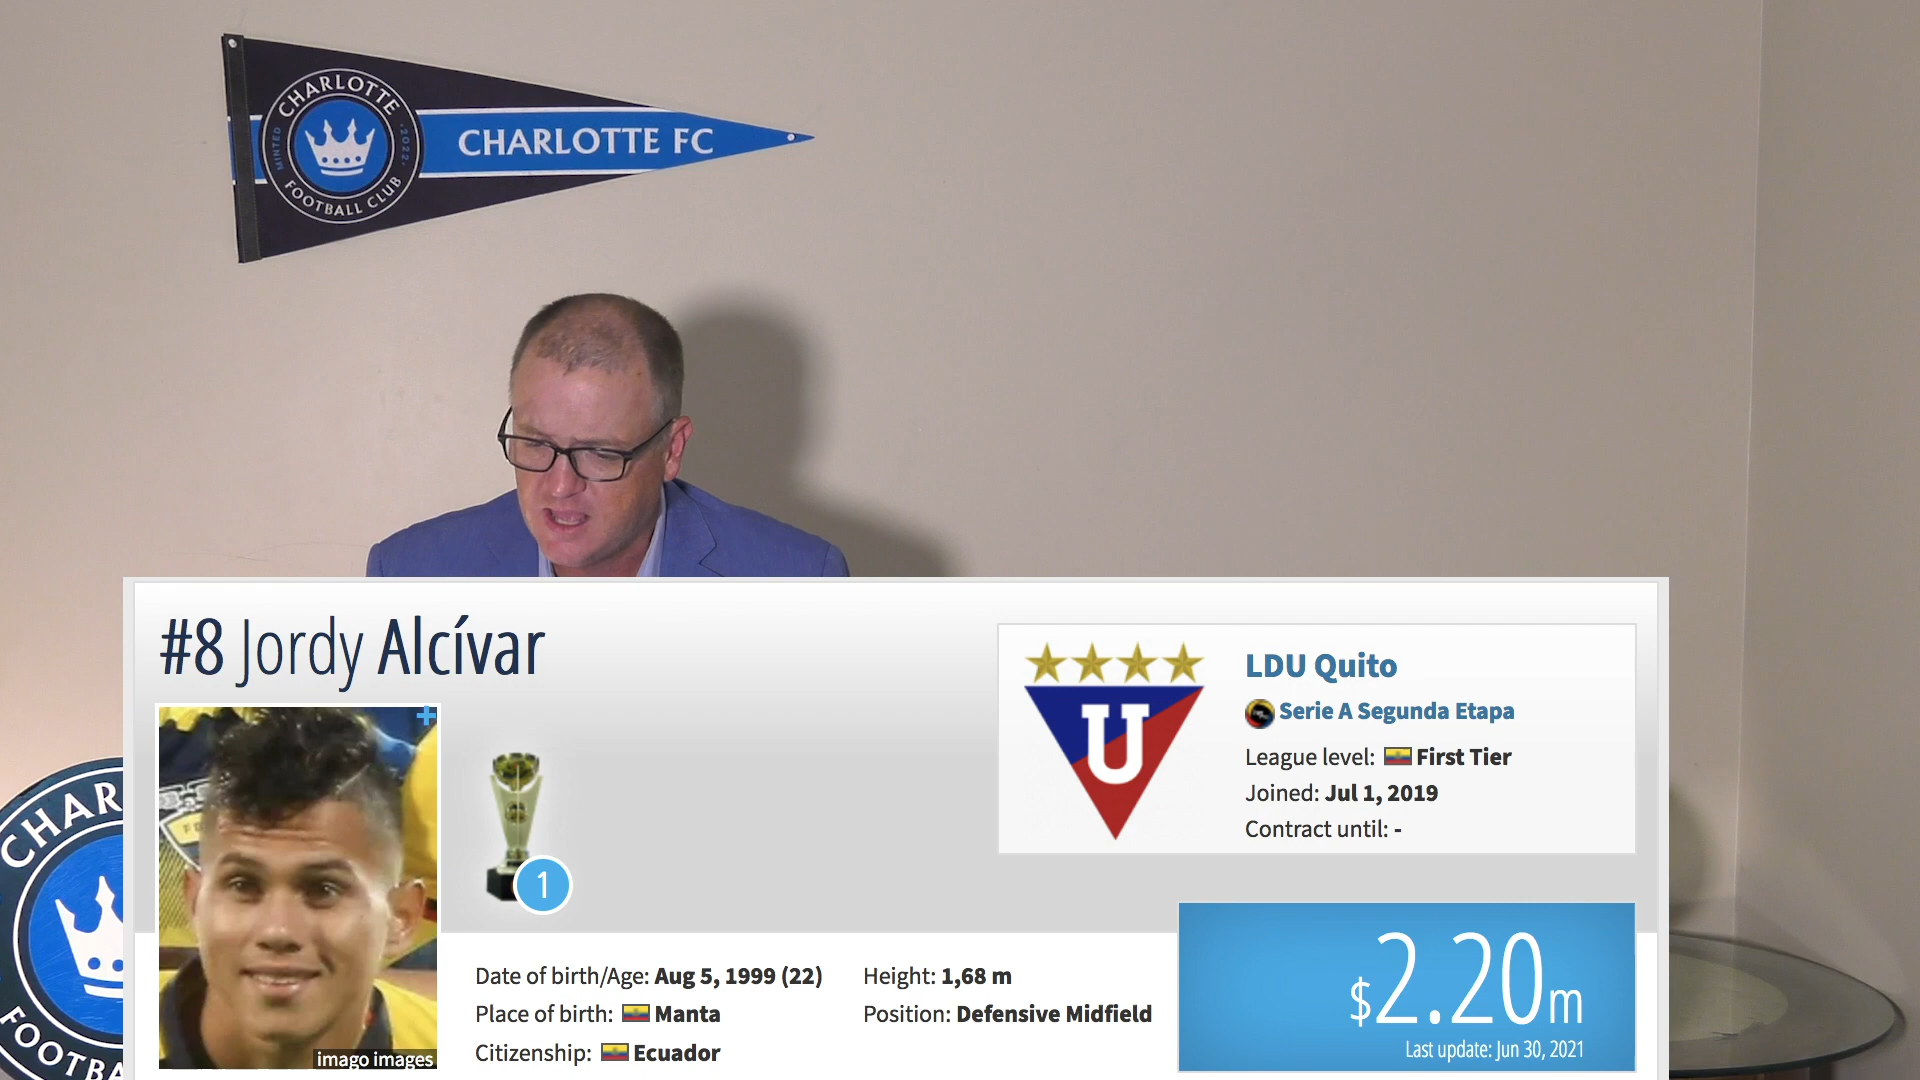 CHARLOTTE
MINTED
2022
FOOTBALL CLUB
CHARLOTTE FC
#8 Jordy Alcívar
LDU Quito
Serie A Segunda Etapa
League level: First Tier
Joined: Jul 1, 2019
Contract until: -
U
1
+
CHAR
FOOTBA
imago images
Date of birth/Age: Aug 5, 1999 (22)
Place of birth: Manta
Citizenship: Ecuador
Height: 1,68 m
Position: Defensive Midfield
$2.20m
Last update: Jun 30, 2021